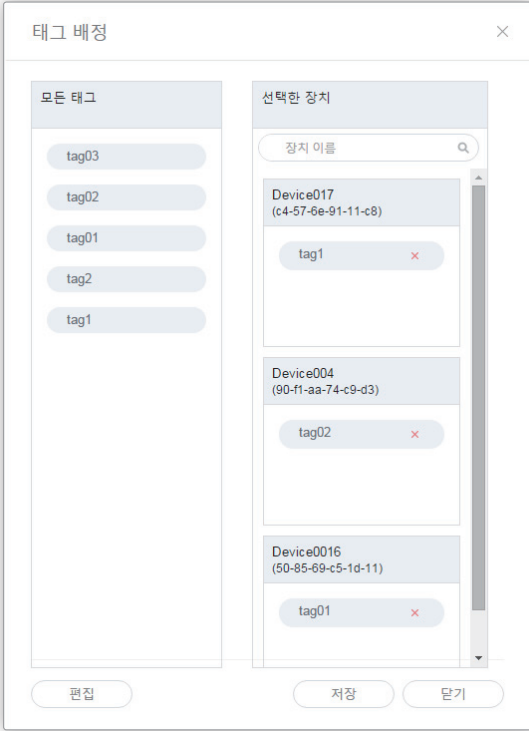 태그 배정
모든 태그
tag03
tag02
tag01
tag2
tag1
선택한 장치
장치 이름
Device017
(c4-57-6e-91-11-c8)
tag1
Device004
(90-f1-aa-74-c9-d3)
tag02
Device0016
(50-85-69-c5-1d-11)
tag01
편집
저장
닫기